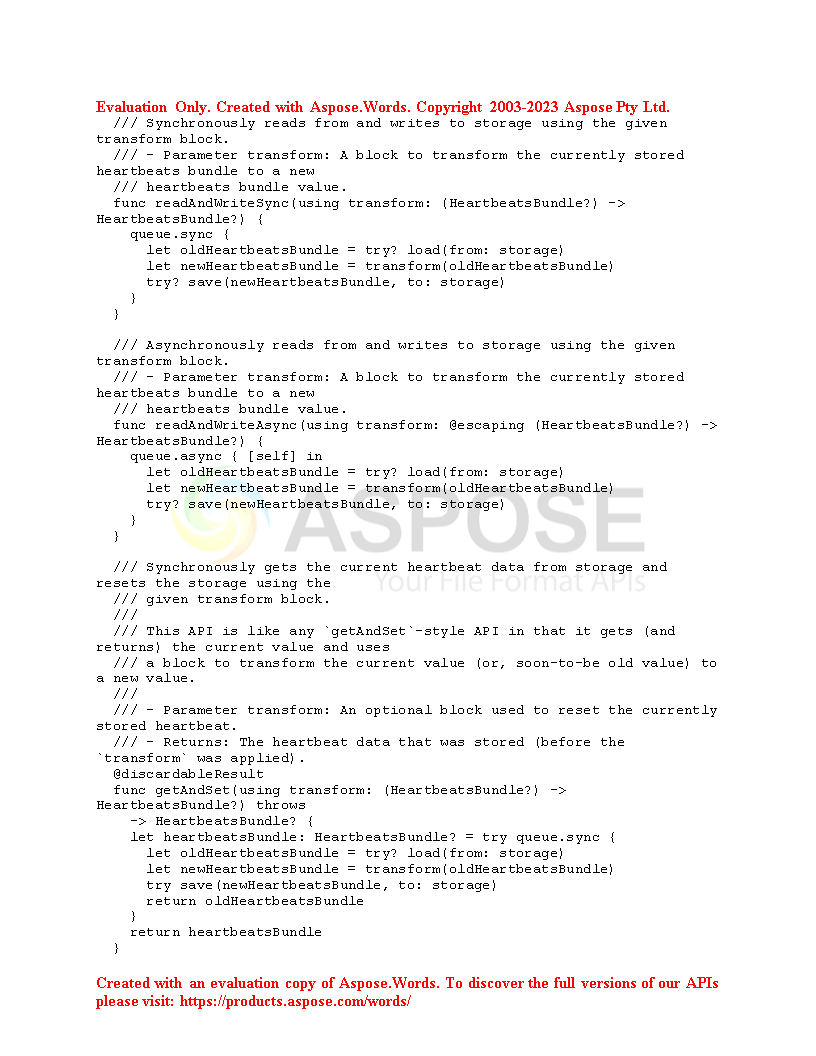 Evaluation Only. Created with Aspose.Words. Copyright 2003-2023 Aspose Pty Ltd.
  /// Synchronously reads from and writes to storage using the given
transform block.
  /// - Parameter transform: A block to transform the currently stored
heartbeats bundle to a new
  /// heartbeats bundle value.
  func readAndWriteSync(using transform: (HeartbeatsBundle?) ->
HeartbeatsBundle?) {
    queue.sync {
      let oldHeartbeatsBundle = try? load(from: storage)
      let newHeartbeatsBundle = transform(oldHeartbeatsBundle)
      try? save(newHeartbeatsBundle, to: storage)
    }
  }

  /// Asynchronously reads from and writes to storage using the given
transform block.
  /// - Parameter transform: A block to transform the currently stored
heartbeats bundle to a new
  /// heartbeats bundle value.
  func readAndWriteAsync(using transform: @escaping (HeartbeatsBundle?) ->
HeartbeatsBundle?) {
    queue.async { [self] in
      let oldHeartbeatsBundle = try? load(from: storage)
      let newHeartbeatsBundle = transform(oldHeartbeatsBundle)
      try? save(newHeartbeatsBundle, to: storage)
    }
  }
ASPOSE
Your File Format APIs

  /// Synchronously gets the current heartbeat data from storage and
resets the storage using the
  /// given transform block.
  ///
  /// This API is like any `getAndSet`-style API in that it gets (and
returns) the current value and uses
  /// a block to transform the current value (or, soon-to-be old value) to
a new value.
  ///
  /// - Parameter transform: An optional block used to reset the currently
stored heartbeat.
  /// - Returns: The heartbeat data that was stored (before the
`transform` was applied).
  @discardableResult
  func getAndSet(using transform: (HeartbeatsBundle?) ->
HeartbeatsBundle?) throws
    -> HeartbeatsBundle? {
    let heartbeatsBundle: HeartbeatsBundle? = try queue.sync {
      let oldHeartbeatsBundle = try? load(from: storage)
      let newHeartbeatsBundle = transform(oldHeartbeatsBundle)
      try save(newHeartbeatsBundle, to: storage)
      return oldHeartbeatsBundle
    }
    return heartbeatsBundle
  }

Created with an evaluation copy of Aspose.Words. To discover the full versions of our APIs
please visit: https://products.aspose.com/words/